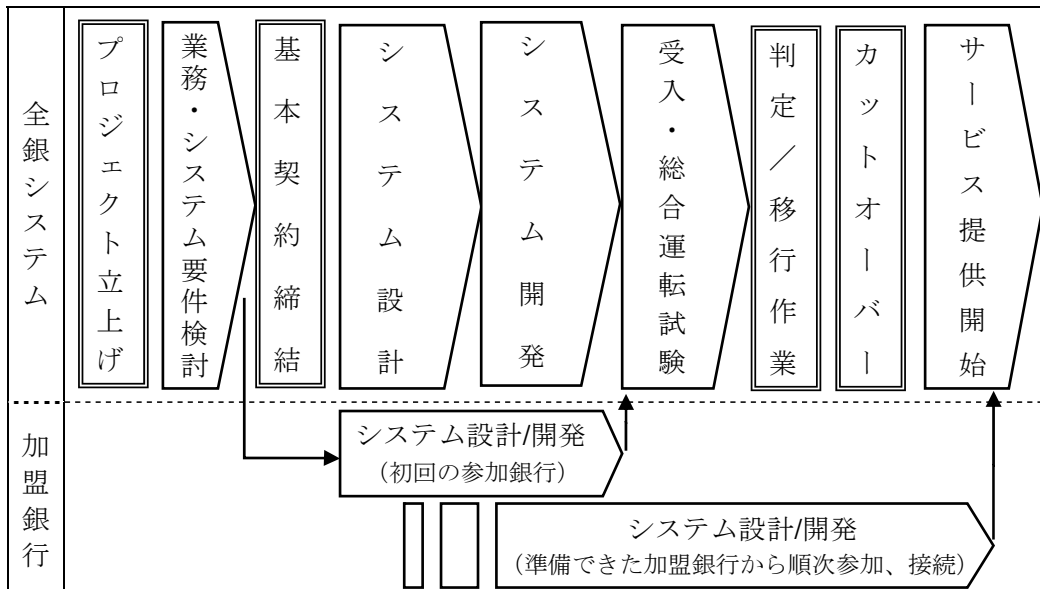 全銀システム
プロジェクト立上げ
業務・システム要件検討
基本契約締結
システム設計
システム開発
受入・総合運転試験
判定／移行作業
カットオーバー
サービス提供開始
加盟銀行
システム設計/開発
（初回の参加銀行）
システム設計/開発
（準備できた加盟銀行から順次参加、接続）